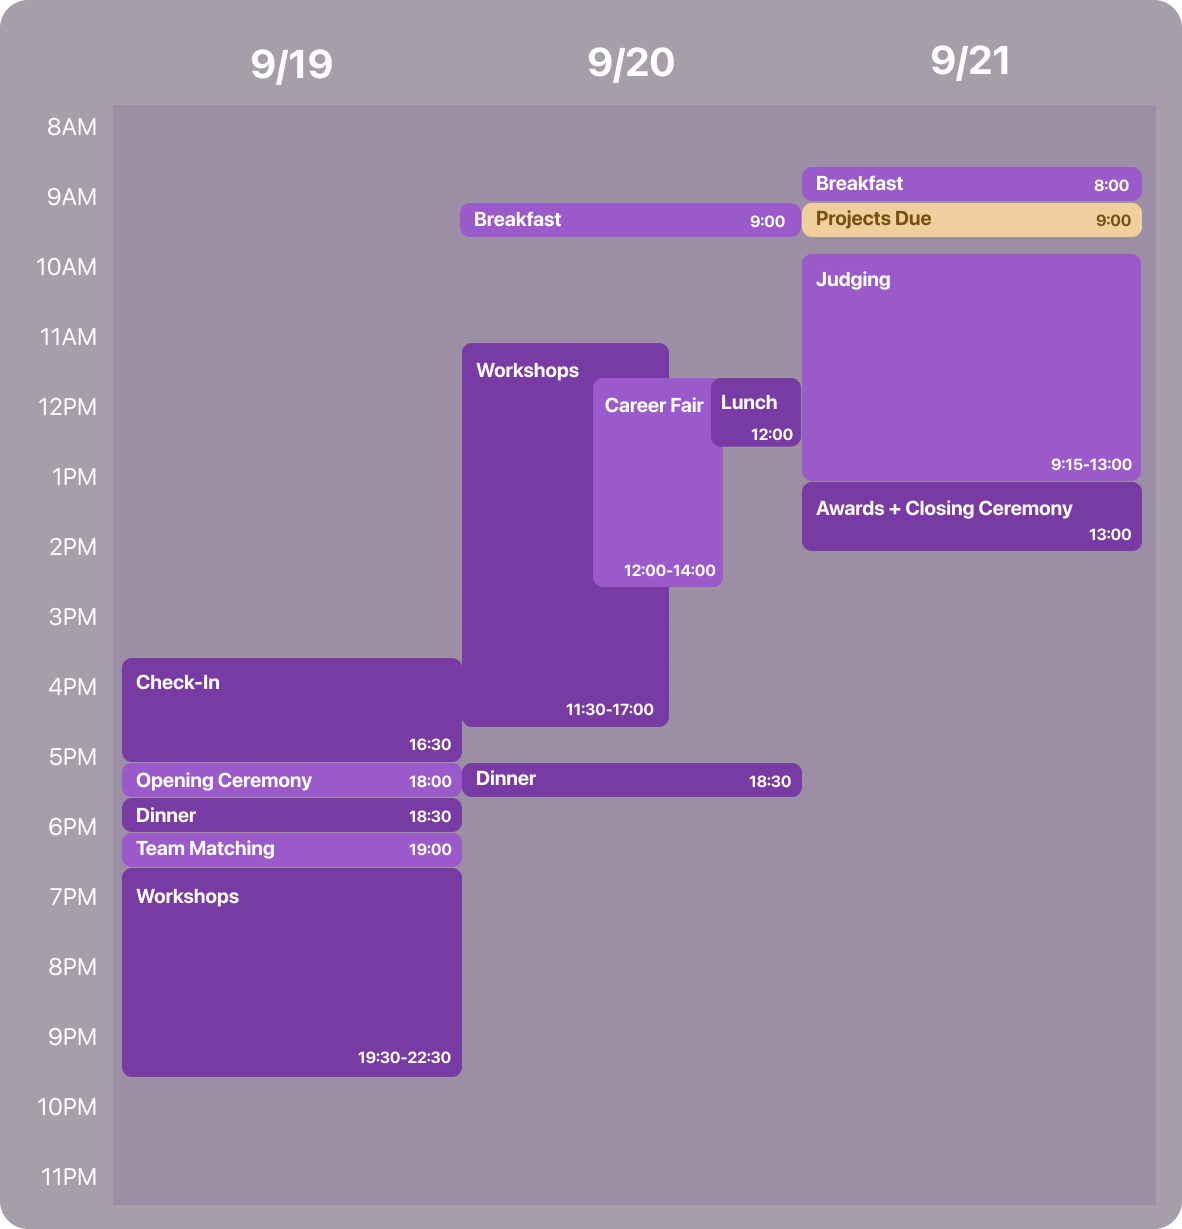 9/19
9/20
9/21
8AM
9AM
10AM
11AM
12PM
1PM
2PM
3PM
4PM
5PM
6PM
7PM
8PM
9PM
10PM
11PM
Check-In
16:30
Opening Ceremony 18:00
Dinner 18:30
Team Matching 19:00
Workshops
19:30-22:30
Breakfast 9:00
Workshops
11:30-17:00
Career Fair
12:00-14:00
Lunch
12:00
Dinner 18:30
Breakfast 8:00
Projects Due 9:00
Judging
9:15-13:00
Awards + Closing Ceremony
13:00